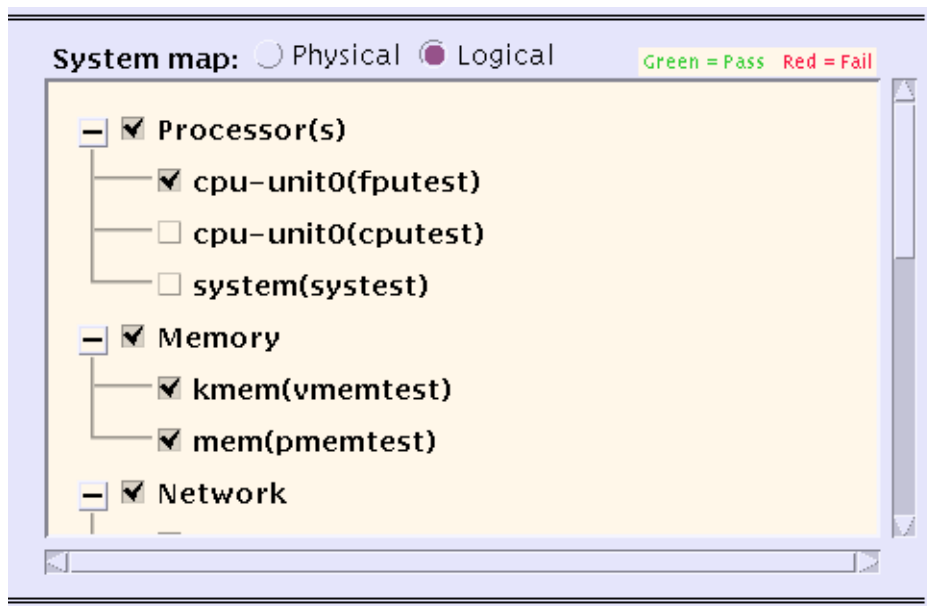 System map: Physical Logical Green = Pass Red = Fail
Processor(s)
cpu-unit0(fputest)
cpu-unit0(cputest)
system(systest)
Memory
kmem(vmemtest)
mem(pmemtest)
Network